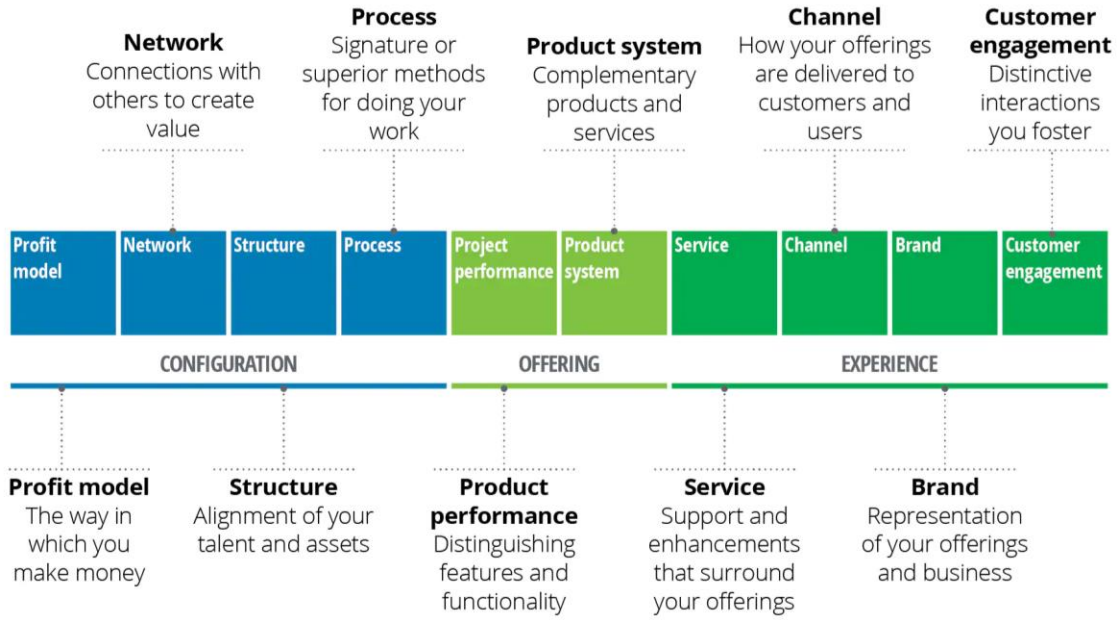 Network
Connections with
others to create
value
Process
Signature or
superior methods
for doing your
work
Product system
Complementary
products and
services
Channel
How your offerings
are delivered to
customers and
users
Customer
engagement
Distinctive
interactions
you foster
Profit
model
Network
Structure
Process
Project
performance
Product
system
Service
Channel
Brand
Customer
engagement
CONFIGURATION
OFFERING
EXPERIENCE
Profit model
The way in
which you
make money
Structure
Alignment of your
talent and assets
Product
performance
Distinguishing
features and
functionality
Service
Support and
enhancements
that surround
your offerings
Brand
Representation
of your offerings
and business